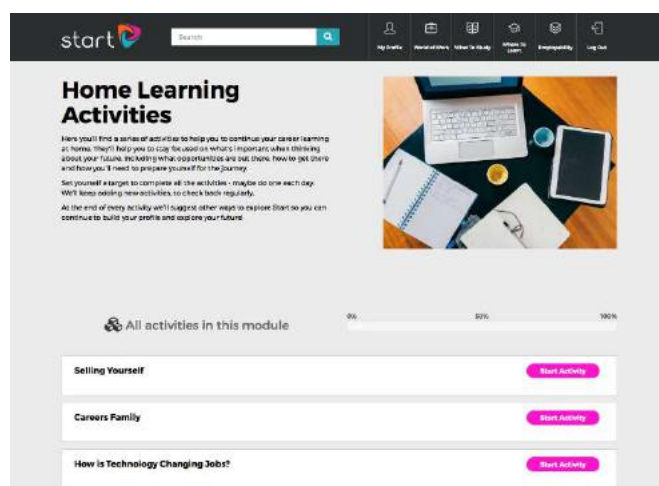 start
Search
My Profile
World of Work
What To Study
Where To Learn
Employability
Log Out
Home Learning
Activities
Here you'll find a series of activities to help you to continue your career learning
at home. They'll help you to stay focused on what's important when thinking
about your future, including what opportunities are out there, how to get there
and how you'll need to prepare yourself for the journey.
Set yourself a target to complete all the activities - maybe do one each day.
We'll keep adding new activities, so check back regularly.
At the end of every activity we'll suggest other ways to explore Start so you can
continue to build your profile and explore your future!
All activities in this module
0%
50%
100%
Selling Yourself
Start Activity
Careers Family
Start Activity
How is Technology Changing Jobs?
Start Activity